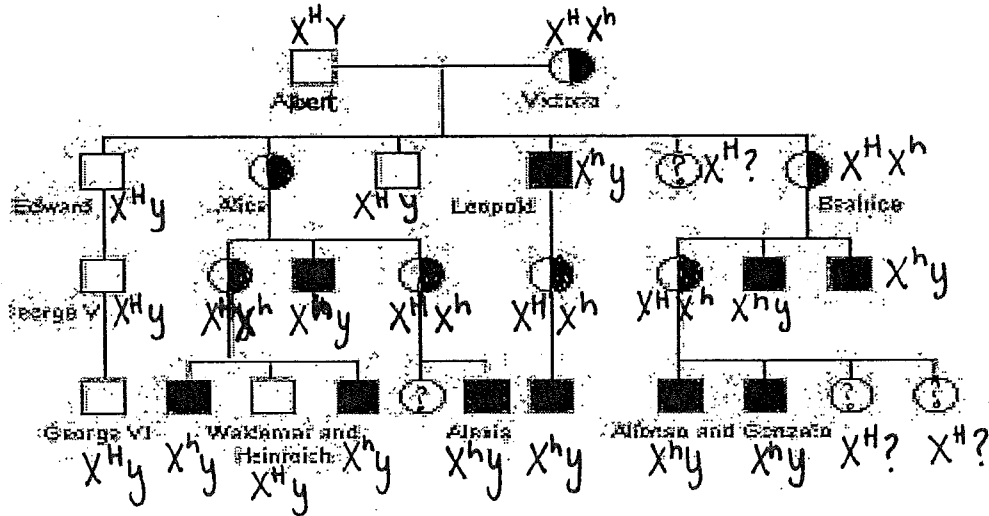 X^H Y X^H X^h
Albert Victoria
X^h y ? X^H ? X^H X^h
Edward X^H y Alice X^H y Leopold Beatrice
George V X^H y X^H X^h X^h y X^H X^h X^H X^h X^H X^h X^h y X^h y
? ? ?
George VI Waldemar and Heinrich Alexis Alfonso and Gonzalo
X^H y X^h y X^H y X^h y X^h y X^h y X^h y X^h y X^H ? X^H ?